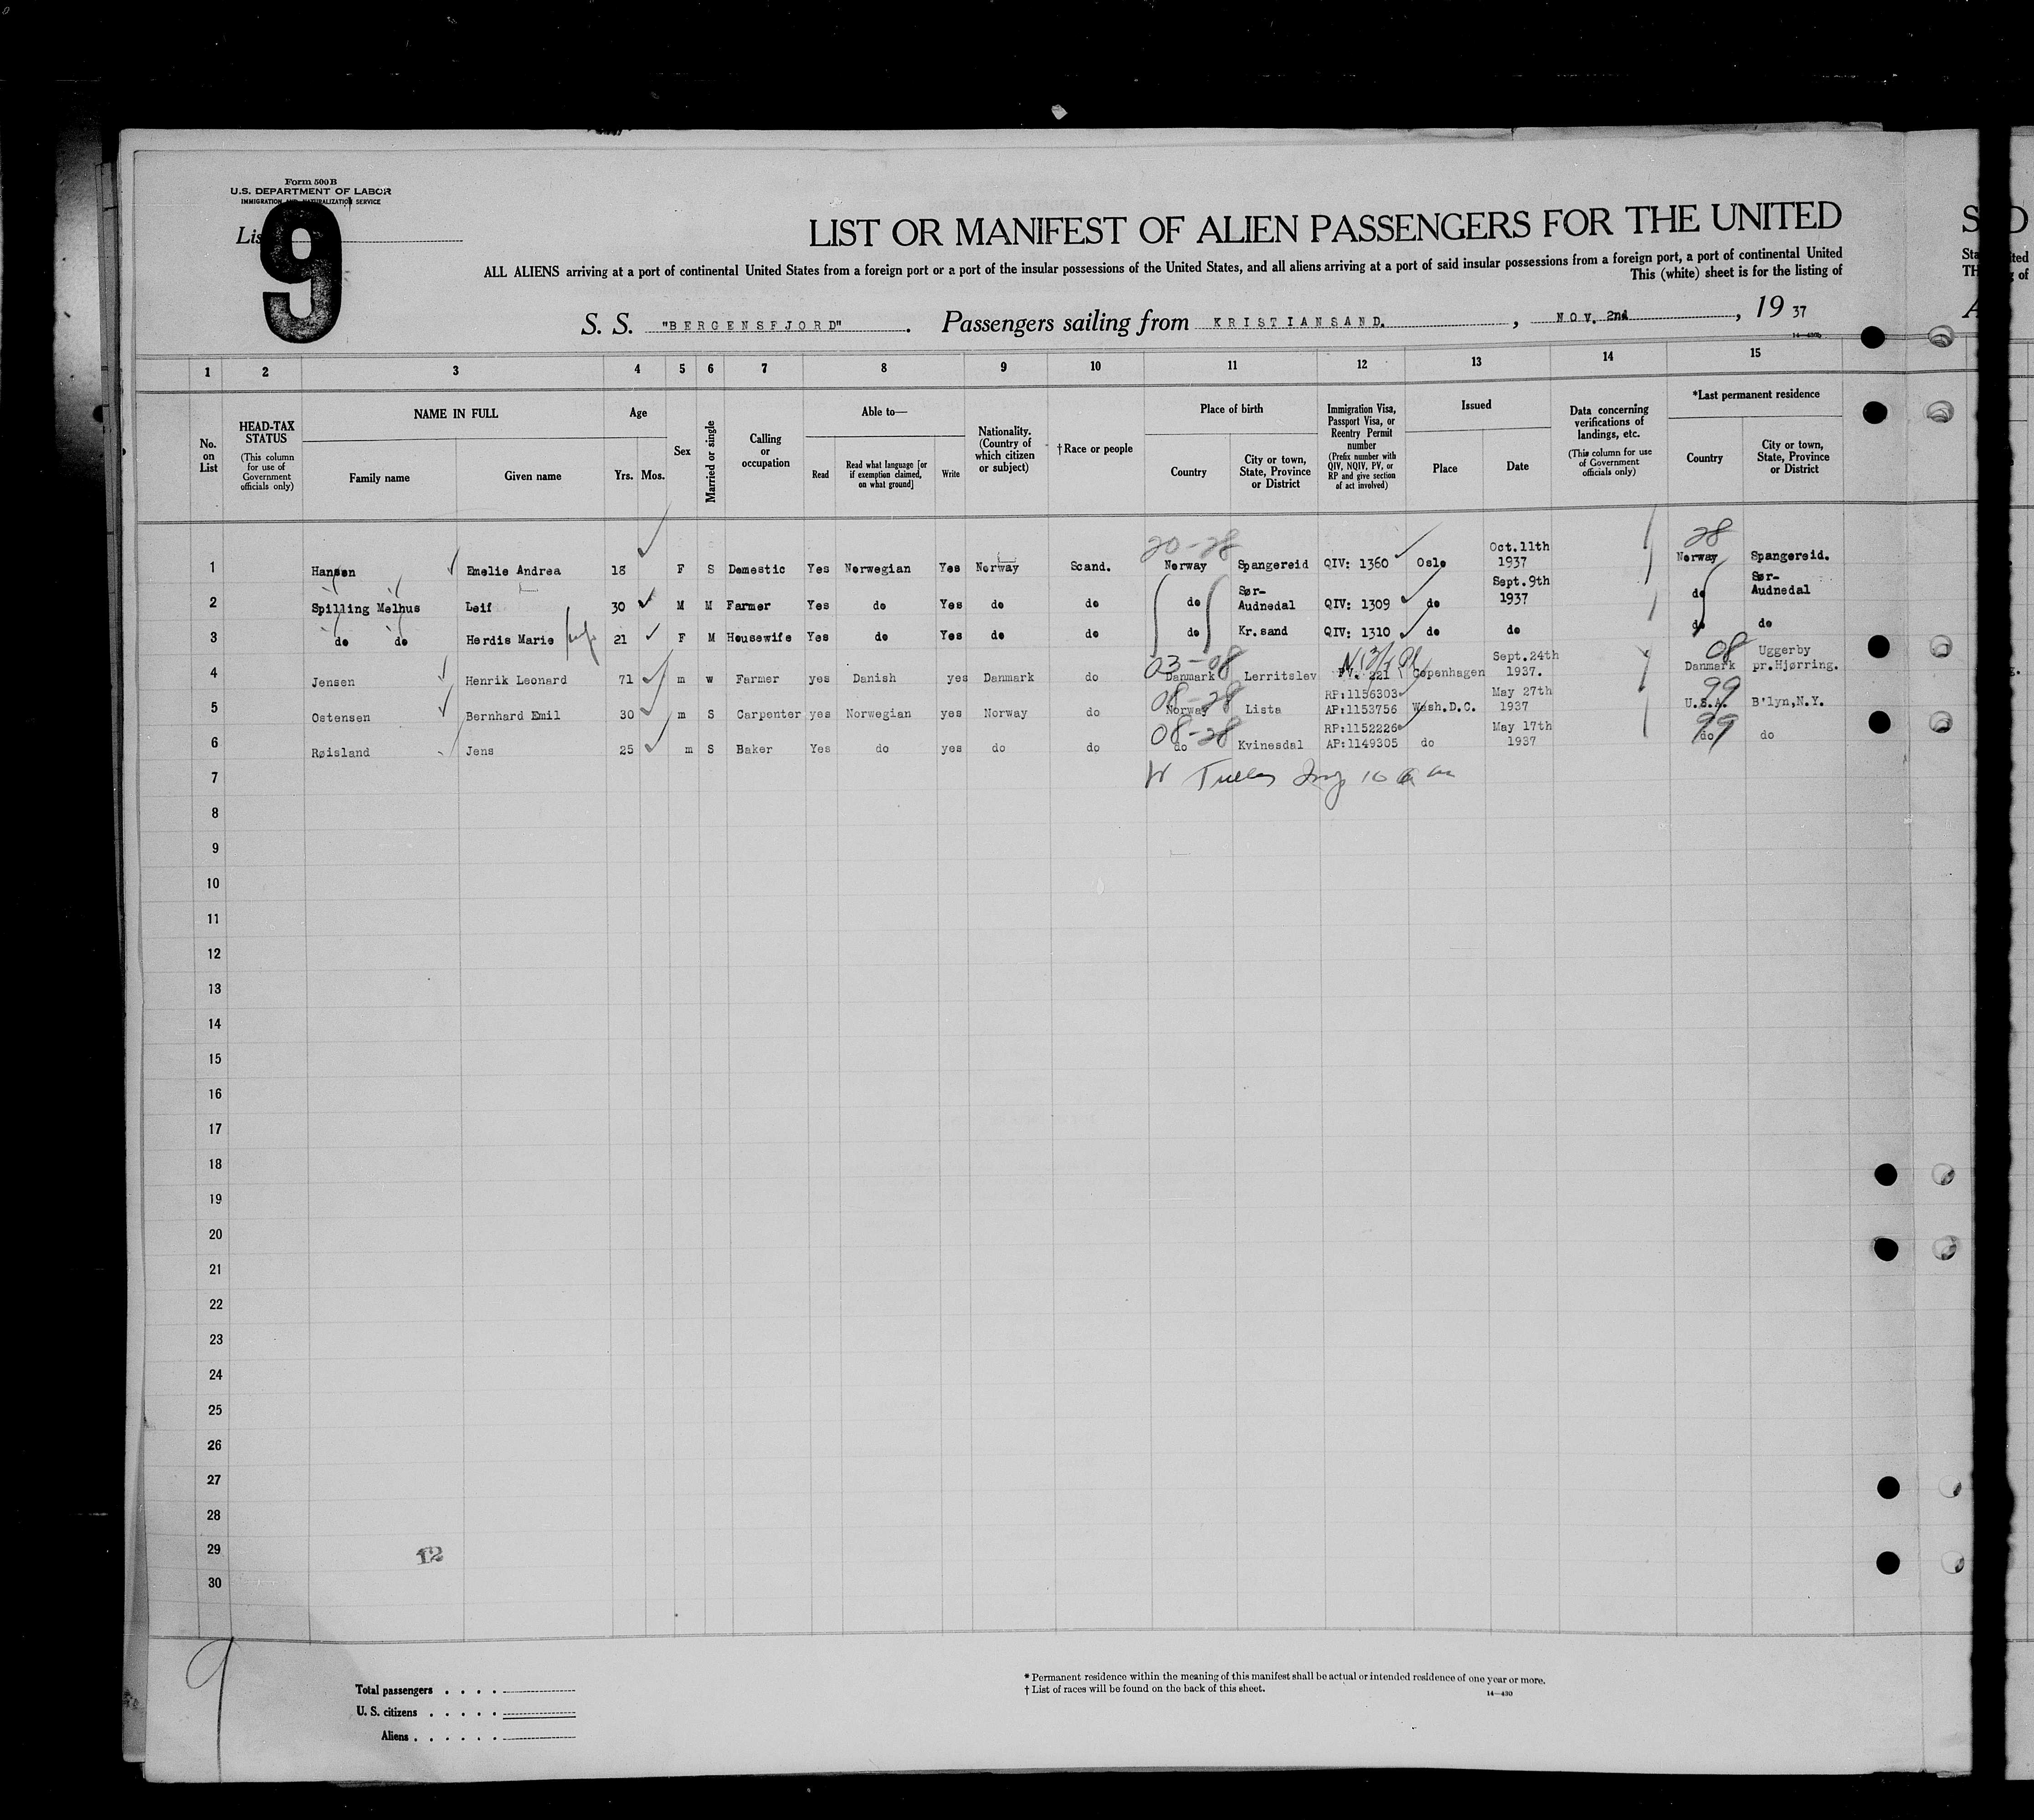 Form 500B
U.S. DEPARTMENT OF LABOR
IMMIGRATION AND NATURALIZATION SERVICE
Lis
9
LIST OR MANIFEST OF ALIEN PASSENGERS FOR THE UNITED
ALL ALIENS arriving at a port of continental United States from a foreign port or a port of the insular possessions of the United States, and all aliens arriving at a port of said insular possessions from a foreign port, a port of continental United
This (white) sheet is for the listing of
S. S. "BERGENSFJORD". Passengers sailing from KRISTIANSAND. , NOV. 2nd , 19 37
1 2 3 4 5 6 7 8 9 10 11 12 13 14 15
No. on List
HEAD-TAX STATUS (This column for use of Government officials only)
NAME IN FULL
Family name Given name
Age
Yrs. Mos.
Sex
Married or single
Calling or occupation
Able to—
Read
Read what language [or if exemption claimed, on what ground]
Write
Nationality. (Country of which citizen or subject)
†Race or people
Place of birth
Country
City or town, State, Province or District
Immigration Visa, Passport Visa, or Reentry Permit number (Prefix number with QIV, NQIV, PV, or RP and give section of act involved)
Issued
Place Date
Data concerning verifications of landings, etc. (This column for use of Government officials only)
*Last permanent residence
Country
City or town, State, Province or District
20-28 28
1 Hansen Emelie Andrea 18 F S Domestic Yes Norwegian Yes Norway Scand. Norway Spangereid QIV: 1360 Oslo Oct.11th 1937 Norway Spangereid.
2 Spilling Melhus Leif 30 M M Farmer Yes do Yes do do do Sør-Audnedal QIV: 1309 do Sept. 9th 1937 do Sør-Audnedal
3 do do Herdis Marie 21 F M Housewife Yes do Yes do do do Kr.sand QIV: 1310 do do do do
03-08 08
4 Jensen Henrik Leonard 71 m w Farmer yes Danish yes Danmark do Danmark Lerritslev PV. 221 Copenhagen Sept.24th 1937. Danmark Uggerby pr.Hjørring.
08-28 99
5 Ostensen Bernhard Emil 30 m S Carpenter yes Norwegian yes Norway do Norway Lista RP:1156303 AP:1153756 Wash.D.C. May 27th 1937 U.S.A. B'lyn,N.Y.
08-28 99
6 Røisland Jens 25 m S Baker Yes do yes do do do Kvinesdal RP:1152226 AP:1149305 do May 17th 1937 do do
7
8
9
10
11
12
13
14
15
16
17
18
19
20
21
22
23
24
25
26
27
28
29 12
30
9
Total passengers . . . .
U. S. citizens . . . . .
Aliens . . . . . .
* Permanent residence within the meaning of this manifest shall be actual or intended residence of one year or more.
† List of races will be found on the back of this sheet.
14—430